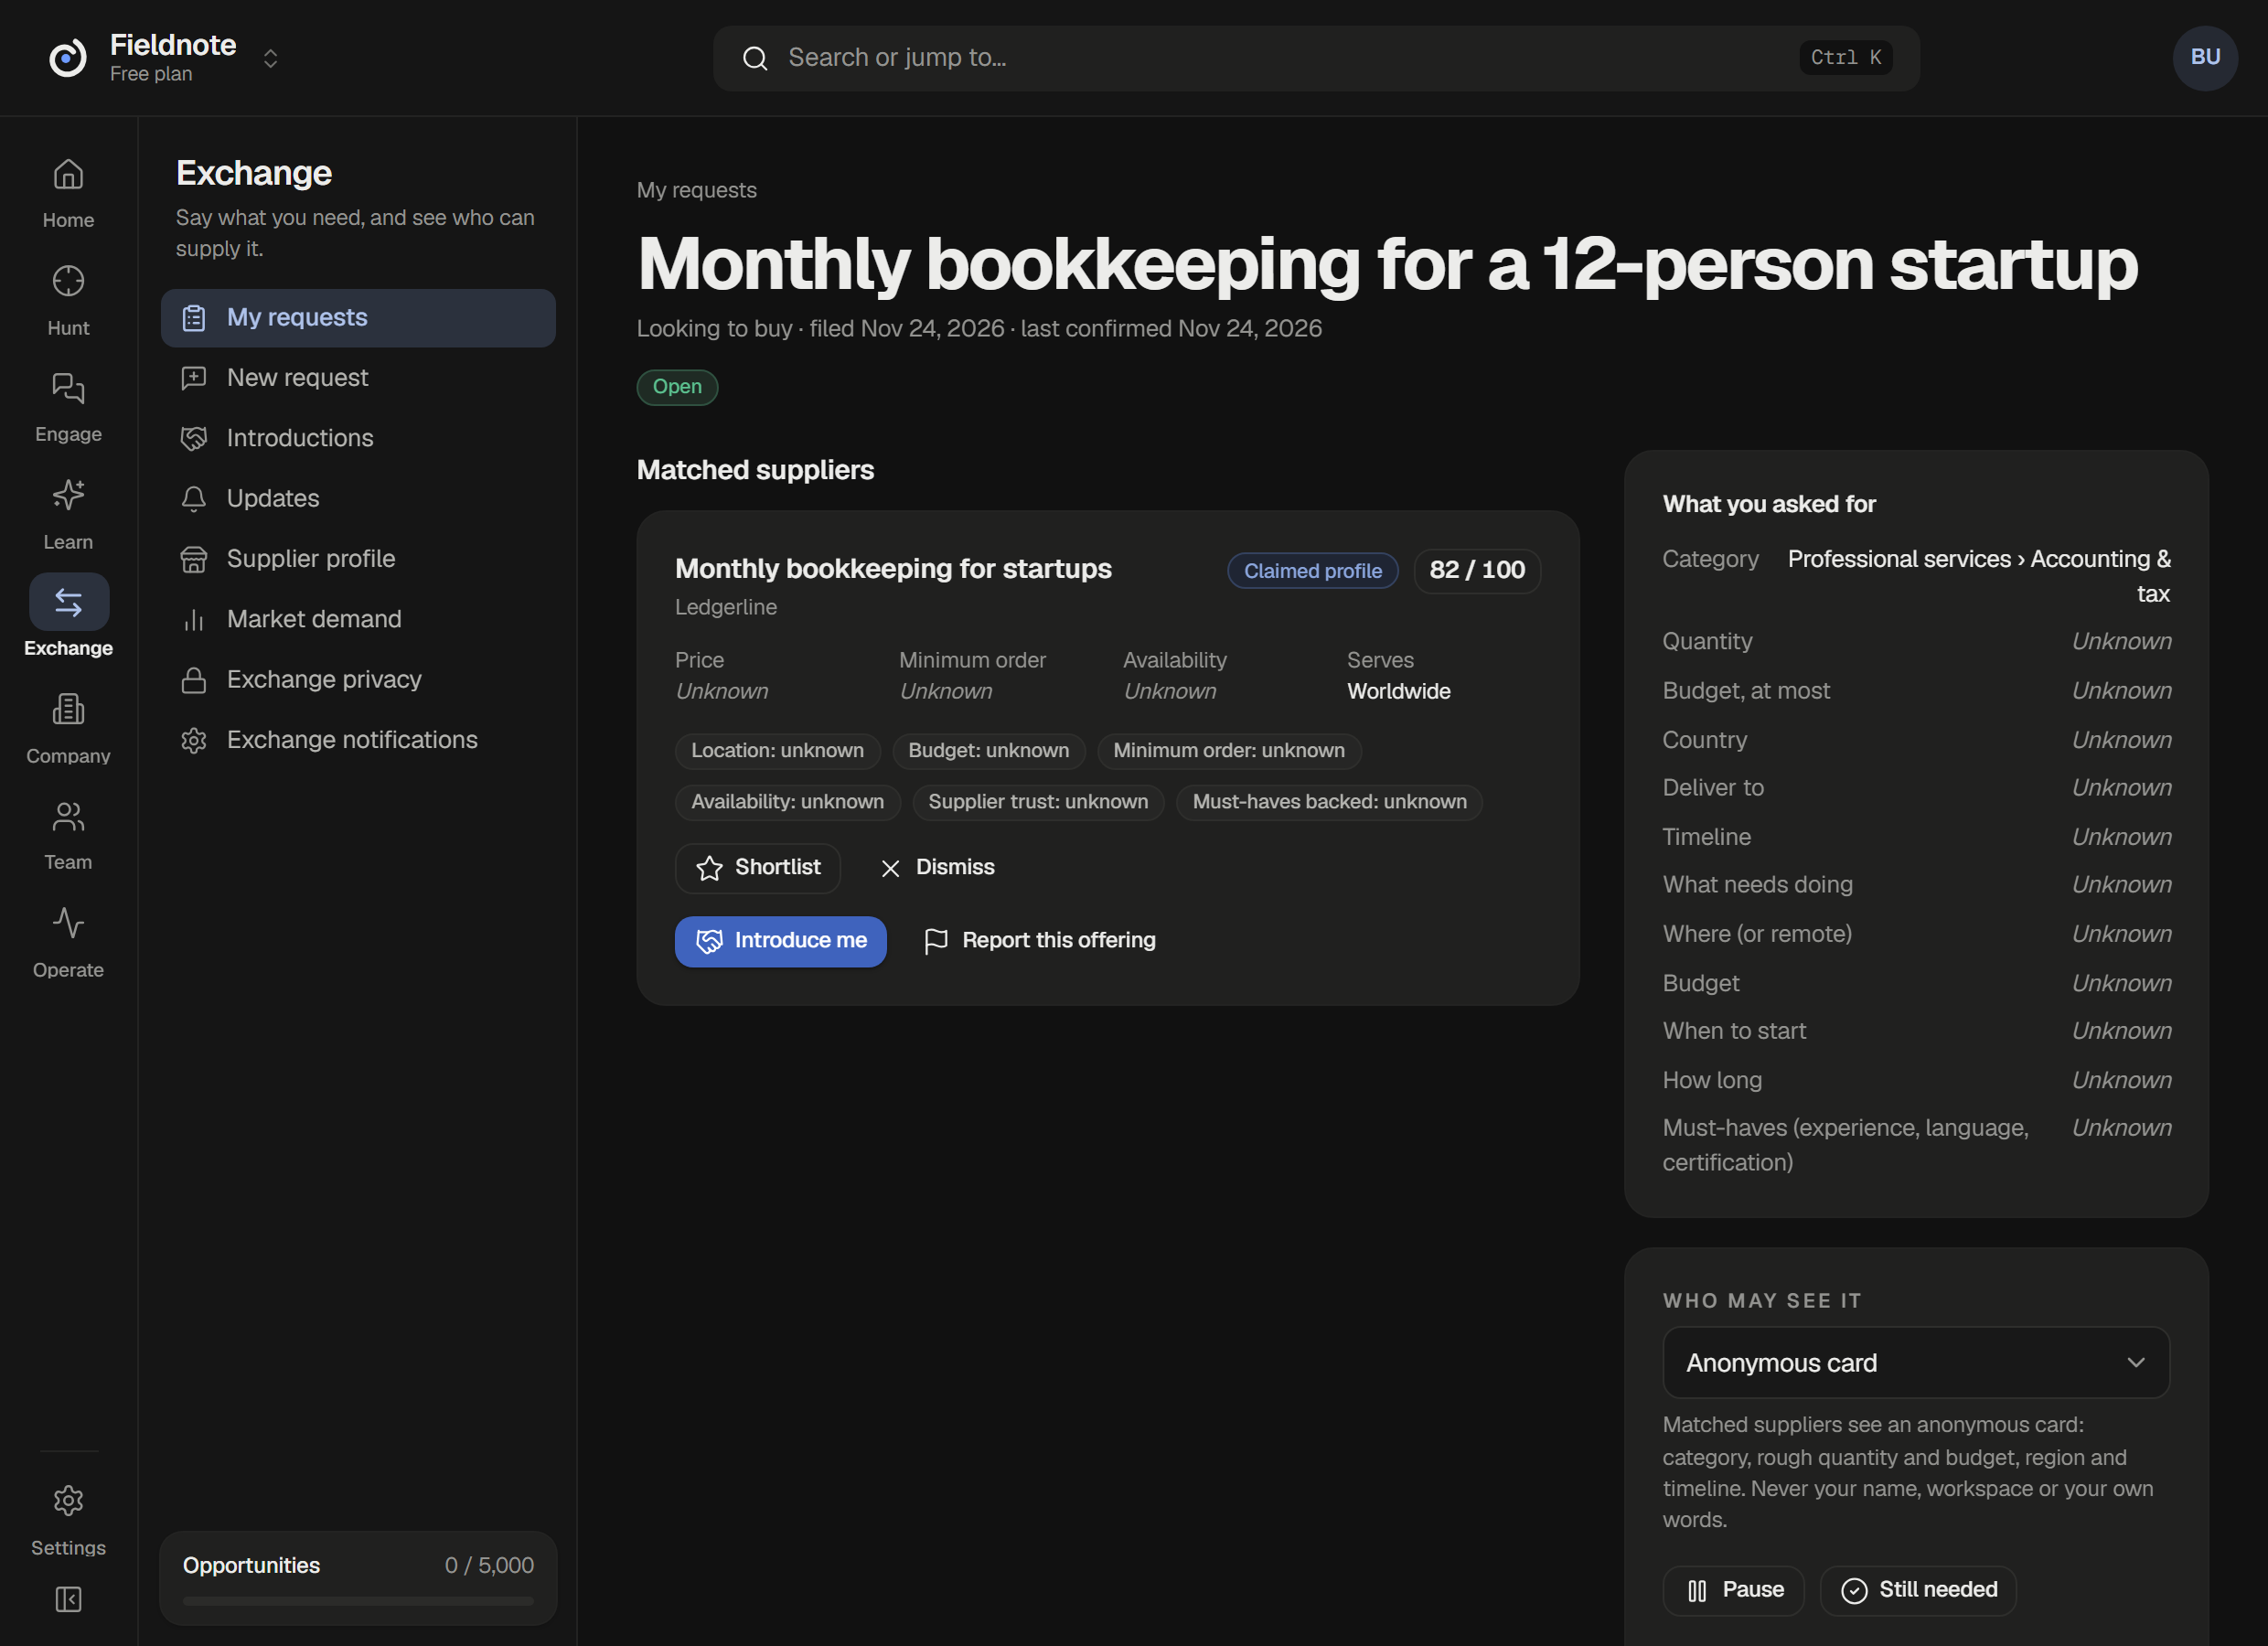 Fieldnote
Free plan
Search or jump to...
Ctrl K
BU
Home
Hunt
Engage
Learn
Exchange
Company
Team
Operate
Settings
Exchange
Say what you need, and see who can
supply it.
My requests
New request
Introductions
Updates
Supplier profile
Market demand
Exchange privacy
Exchange notifications
Opportunities 0 / 5,000
My requests
Monthly bookkeeping for a 12-person startup
Looking to buy · filed Nov 24, 2026 · last confirmed Nov 24, 2026
Open
Matched suppliers
Monthly bookkeeping for startups Claimed profile 82 / 100
Ledgerline
Price Minimum order Availability Serves
Unknown Unknown Unknown Worldwide
Location: unknown Budget: unknown Minimum order: unknown
Availability: unknown Supplier trust: unknown Must-haves backed: unknown
Shortlist Dismiss
Introduce me Report this offering
What you asked for
Category Professional services › Accounting &
tax
Quantity Unknown
Budget, at most Unknown
Country Unknown
Deliver to Unknown
Timeline Unknown
What needs doing Unknown
Where (or remote) Unknown
Budget Unknown
When to start Unknown
How long Unknown
Must-haves (experience, language, Unknown
certification)
WHO MAY SEE IT
Anonymous card
Matched suppliers see an anonymous card:
category, rough quantity and budget, region and
timeline. Never your name, workspace or your own
words.
Pause Still needed